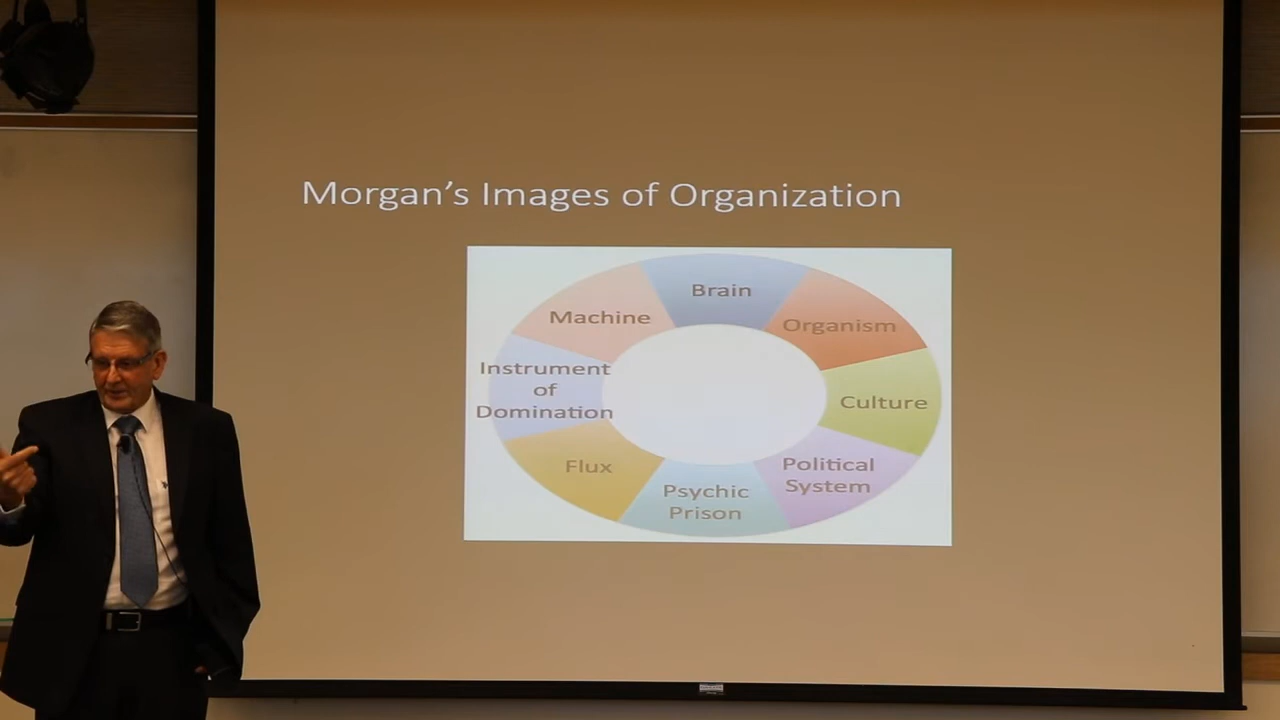 Morgan’s Images of Organization
Brain
Organism
Machine
Culture
Instrument
of
Domination
Political
System
Flux
Psychic
Prison